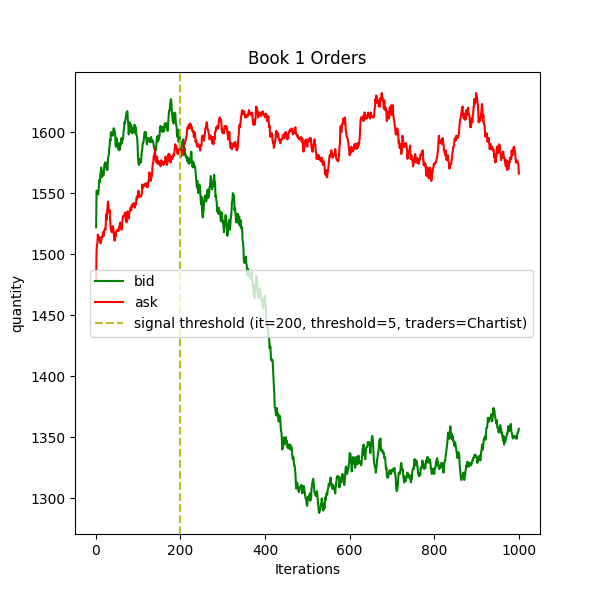 Book 1 Orders
quantity
1600
1550
1500
1450
1400
1350
1300
bid
ask
signal threshold (it=200, threshold=5, traders=Chartist)
0 200 400 600 800 1000
Iterations